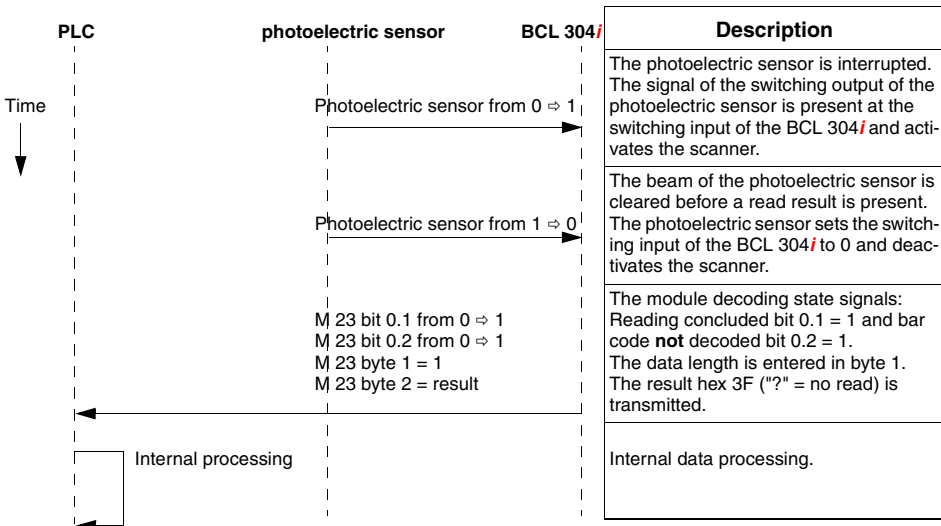 PLC photoelectric sensor BCL 304i Description
The photoelectric sensor is interrupted.
The signal of the switching output of the
photoelectric sensor is present at the
switching input of the BCL 304i and acti-
vates the scanner.
Time
Photoelectric sensor from 0 ⇨ 1
The beam of the photoelectric sensor is
cleared before a read result is present.
The photoelectric sensor sets the switch-
ing input of the BCL 304i to 0 and deac-
tivates the scanner.
Photoelectric sensor from 1 ⇨ 0
M 23 bit 0.1 from 0 ⇨ 1
M 23 bit 0.2 from 0 ⇨ 1
M 23 byte 1 = 1
M 23 byte 2 = result
The module decoding state signals:
Reading concluded bit 0.1 = 1 and bar
code not decoded bit 0.2 = 1.
The data length is entered in byte 1.
The result hex 3F ("?" = no read) is
transmitted.
Internal processing
Internal data processing.